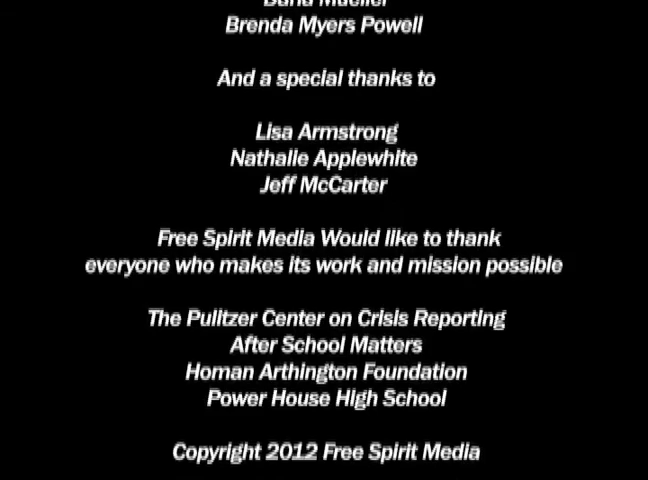 Brenda Myers Powell
And a special thanks to
Lisa Armstrong
Nathalie Applewhite
Jeff McCarter
Free Spirit Media Would like to thank
everyone who makes its work and mission possible
The Pulitzer Center on Crisis Reporting
After School Matters
Homan Arthington Foundation
Power House High School
Copyright 2012 Free Spirit Media